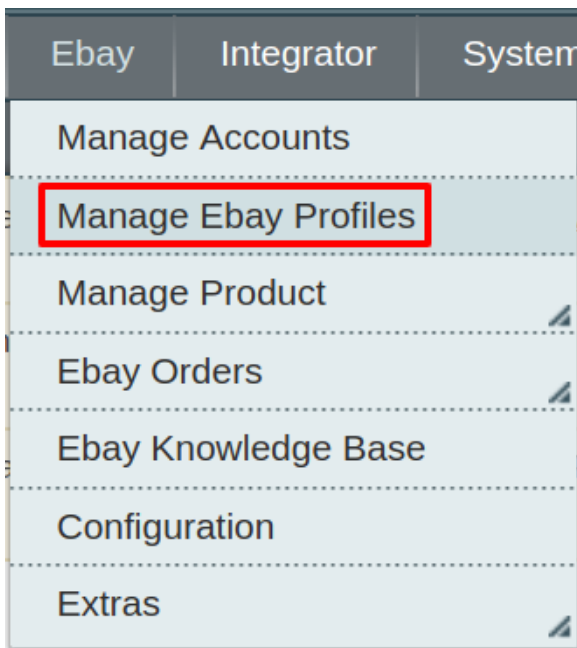 Ebay Integrator System
Manage Accounts
Manage Ebay Profiles
Manage Product
Ebay Orders
Ebay Knowledge Base
Configuration
Extras